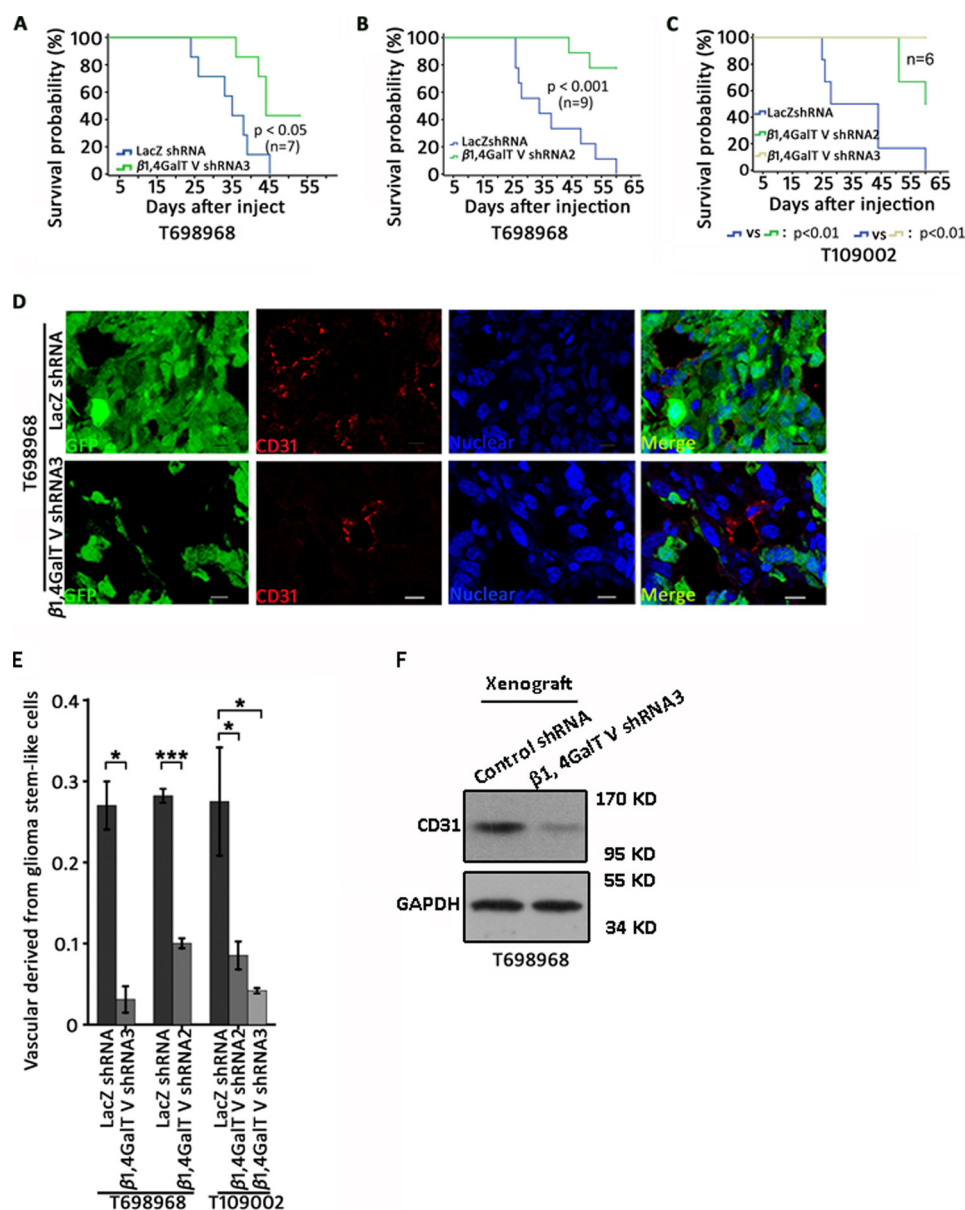 A
Survival probability (%)
100
80
60
40
20
0
LacZ shRNA
β1,4GalT V shRNA3
p < 0.05
(n=7)
5 15 25 35 45 55
Days after inject
T698968
B
Survival probability (%)
100
80
60
40
20
0
p < 0.001
(n=9)
LacZshRNA
β1,4GalT V shRNA2
5 15 25 35 45 55 65
Days after injection
T698968
C
Survival probability (%)
100
80
60
40
20
0
n=6
LacZshRNA
β1,4GalT V shRNA2
β1,4GalT V shRNA3
5 15 25 35 45 55 65
Days after injection
vs : p<0.01 vs : p<0.01
T109002
D
T698968
LacZ shRNA
GFP
CD31
Nuclear
Merge
β1,4GalT V shRNA3
GFP
CD31
Nuclear
Merge
E
Vascular derived from glioma stem-like cells
0.4
0.3
0.2
0.1
0
*
***
*
*
LacZ shRNA
β1,4GalT V shRNA3
LacZ shRNA
β1,4GalT V shRNA2
LacZ shRNA
β1,4GalT V shRNA2
β1,4GalT V shRNA3
T698968
T109002
F
Xenograft
Control shRNA
β1, 4GalT V shRNA3
CD31
170 KD
95 KD
GAPDH
55 KD
34 KD
T698968